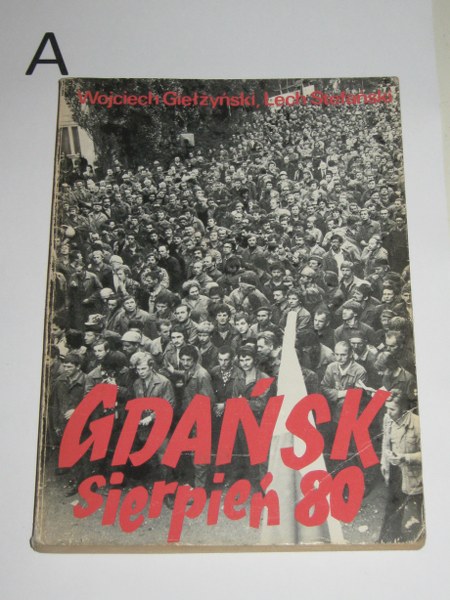 A
Wojciech Giełżyński, Lech Stefański
GDAŃSK
sierpień 80